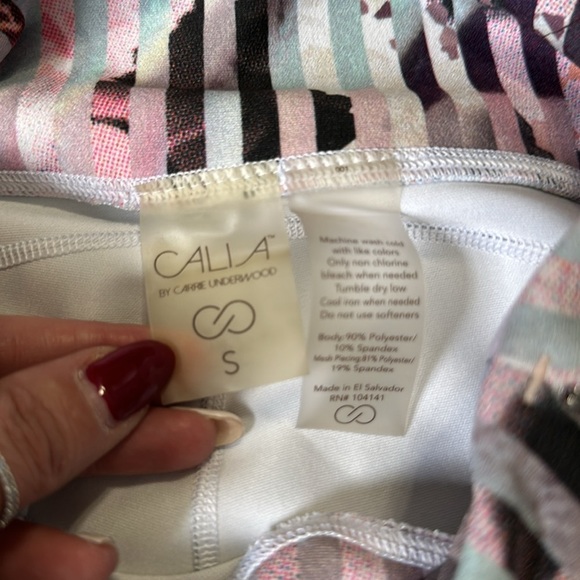 CALIA™
BY CARRIE UNDERWOOD
S
Machine wash cold
with like colors
Only non chlorine
bleach when needed
Tumble dry low
Cool iron when needed
Do not use softeners
Body:90% Polyester/
10% Spandex
Mesh Piecing:81% Polyester/
19% Spandex
Made in El Salvador
RN# 104141